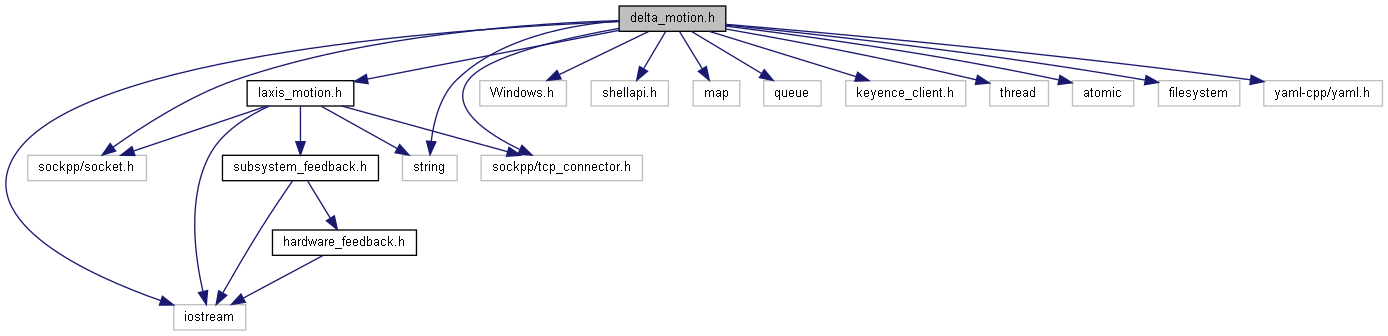 delta_motion.h
laxis_motion.h
Windows.h
shellapi.h
map
queue
keyence_client.h
thread
atomic
filesystem
yaml-cpp/yaml.h
sockpp/socket.h
subsystem_feedback.h
string
sockpp/tcp_connector.h
hardware_feedback.h
iostream